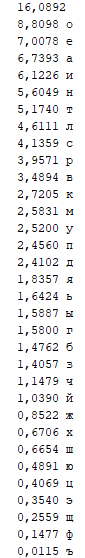 16,0892
8,8098 о
7,0078 е
6,7393 а
6,1226 и
5,6049 н
5,1740 т
4,6111 л
4,1359 с
3,9571 р
3,4894 в
2,7205 к
2,5831 м
2,5200 у
2,4560 п
2,4102 д
1,8357 я
1,6424 ь
1,5887 ы
1,5800 г
1,4762 б
1,4057 з
1,1479 ч
1,0390 й
0,8522 ж
0,6706 х
0,6654 ш
0,4891 ю
0,4069 ц
0,3540 э
0,2559 щ
0,1477 ф
0,0115 ъ